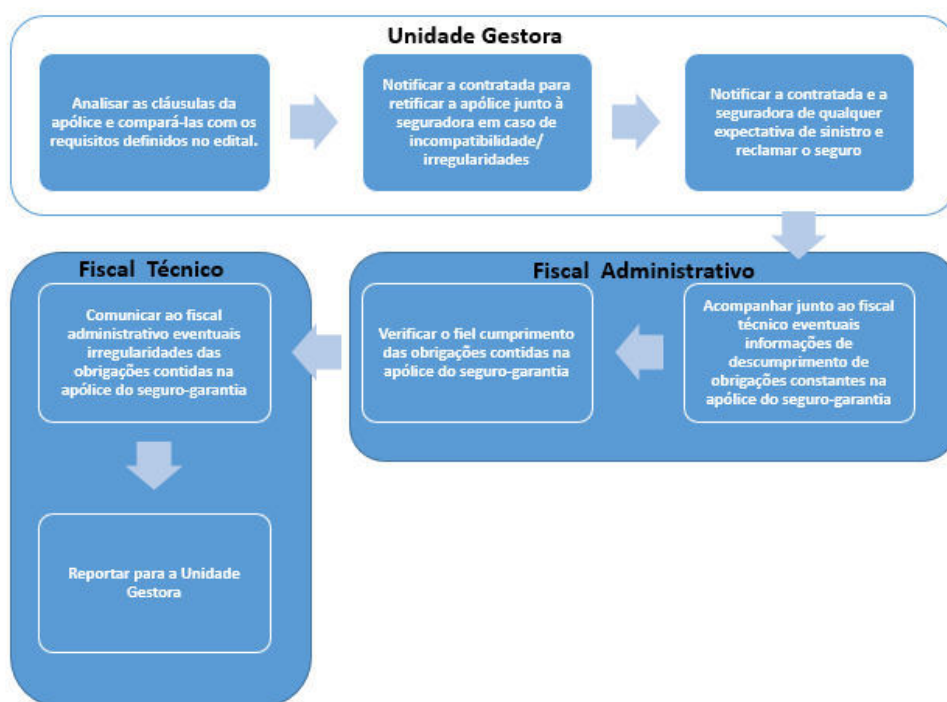 Unidade Gestora
Analisar as cláusulas da
apólice e compará-las com os
requisitos definidos no edital.
Notificar a contratada para
retificar a apólice junto à
seguradora em caso de
incompatibilidade/
irregularidades
Notificar a contratada e a
seguradora de qualquer
expectativa de sinistro e
reclamar o seguro
Fiscal Administrativo
Acompanhar junto ao fiscal
técnico eventuais
informações de
descumprimento de
obrigações constantes na
apólice do seguro-garantia
Verificar o fiel cumprimento
das obrigações contidas na
apólice do seguro-garantia
Fiscal Técnico
Comunicar ao fiscal
administrativo eventuais
irregularidades das
obrigações contidas na
apólice do seguro-garantia
Reportar para a Unidade
Gestora